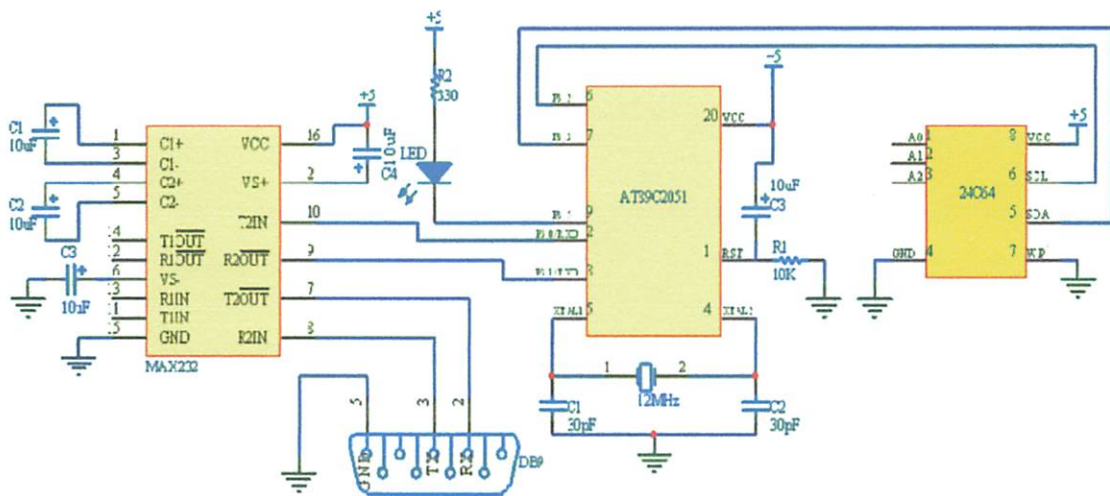 +5
R2
330
LED
+5
C4
10uF
C1
10uF
C2
10uF
C3
10uF
1
3
4
5
14
12
6
13
11
15
C1+
C1-
C2+
C2-
T1OUT
R1OUT
VS-
R1IN
T1IN
GND
VCC
VS+
T2IN
R2OUT
T2OUT
R2IN
16
2
10
9
7
8
MAX232
5
3
2
GND
TX
RX
DB9
6
7
9
2
3
5
AT89C2051
20
1
4
VCC
RST
XTAL1
XTAL2
-5
10uF
C3
R1
10K
1
2
12MHz
C1
30pF
C2
30pF
A0
A1
A2
GND
1
2
3
4
24C64
8
6
5
7
VCC
SCL
SDA
WP
+5